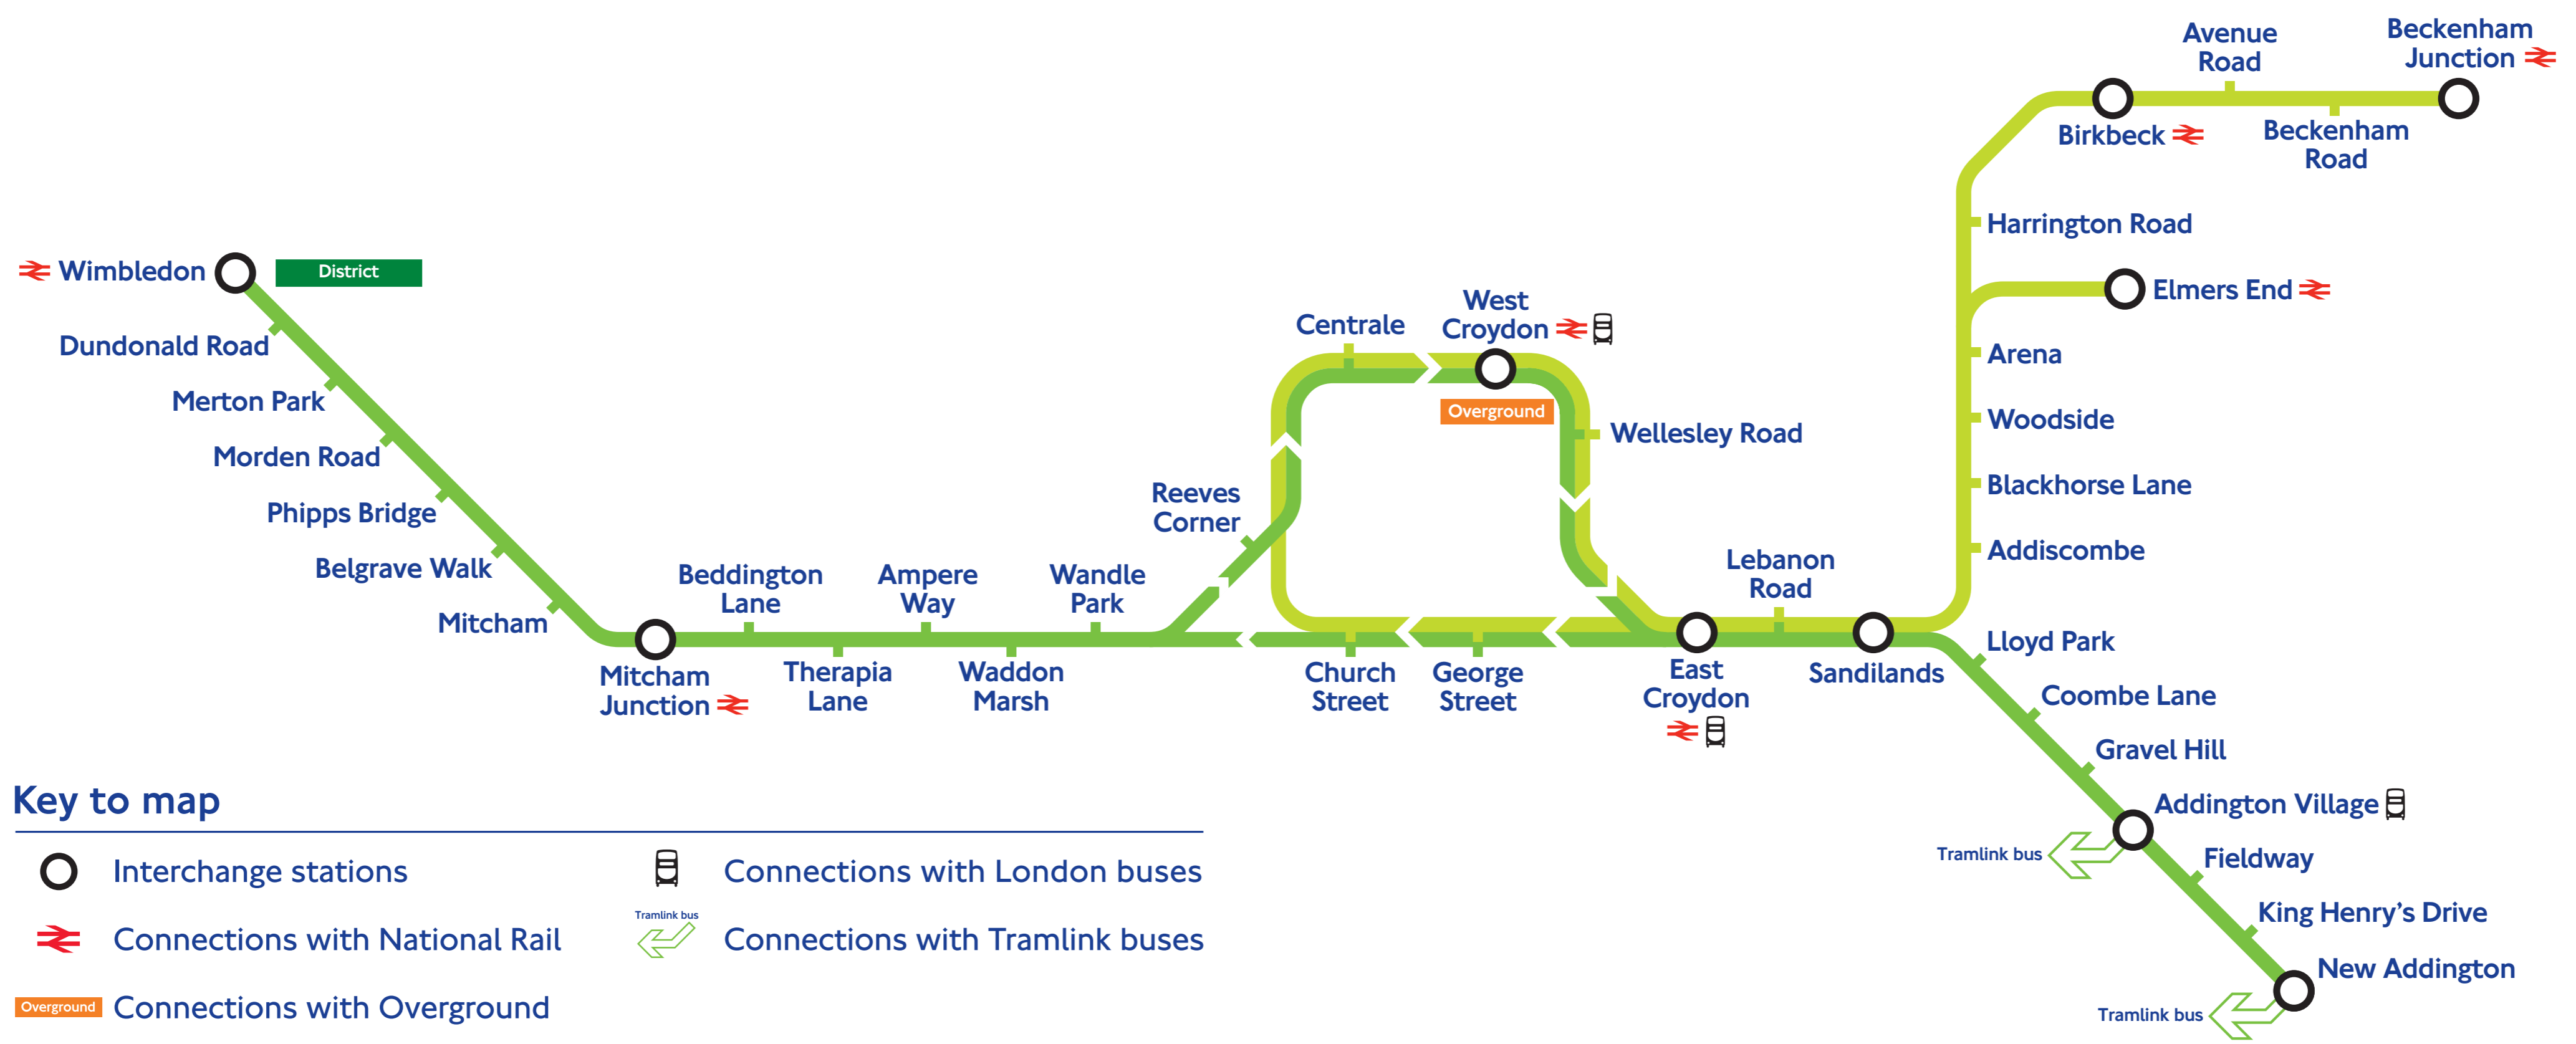 Avenue
Road
Beckenham
Junction
Birkbeck
Beckenham
Road
Harrington Road
Wimbledon
District
Elmers End
Dundonald Road
Merton Park
Morden Road
Phipps Bridge
Belgrave Walk
Mitcham
Mitcham
Junction
Beddington
Lane
Therapia
Lane
Ampere
Way
Waddon
Marsh
Wandle
Park
Reeves
Corner
Centrale
West
Croydon
Overground
Wellesley Road
Church
Street
George
Street
East
Croydon
Lebanon
Road
Sandilands
Arena
Woodside
Blackhorse Lane
Addiscombe
Lloyd Park
Coombe Lane
Gravel Hill
Addington Village
Tramlink bus
Fieldway
King Henry’s Drive
New Addington
Tramlink bus
Key to map
Interchange stations
Connections with National Rail
Overground
Connections with Overground
Connections with London buses
Tramlink bus
Connections with Tramlink buses